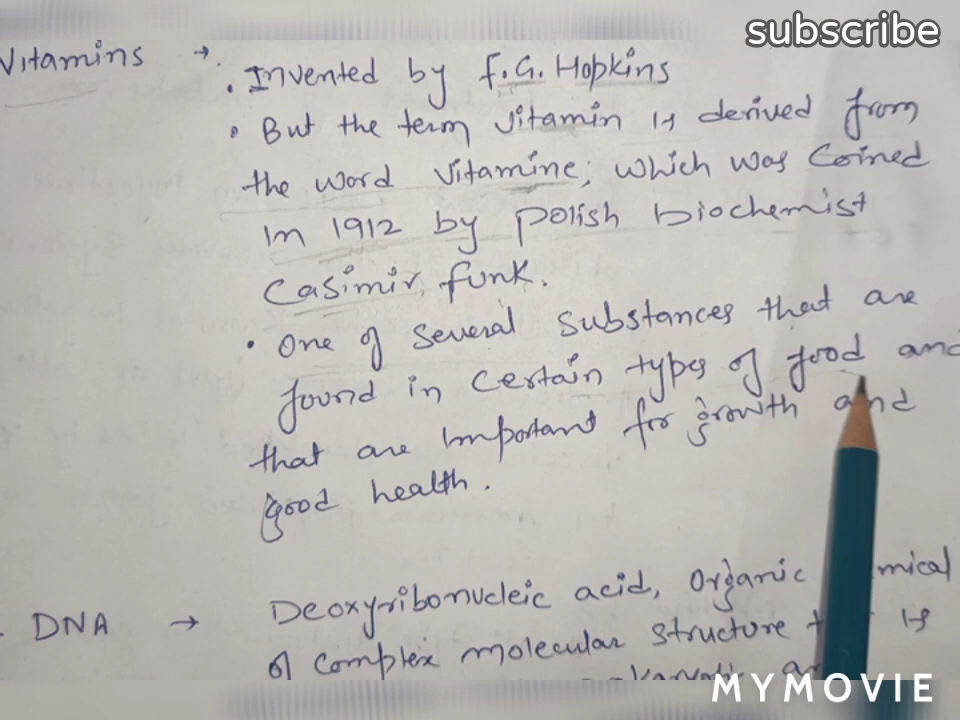 subscribe
Vitamins → . Invented by F.G. Hopkins
• But the term vitamin is derived from
the word vitamine, which was coined
in 1912 by polish biochemist
Casimir funk.
• One of several substances that are
found in certain types of food and
that are important for growth and
good health.
DNA → Deoxyribonucleic acid, organic mical
of complex molecular structure is
MYMOVIE